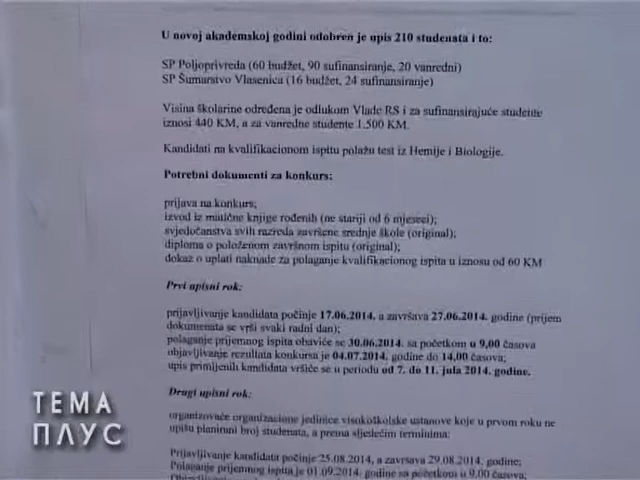 U novoj akademskoj godini odobren je upis 210 studenata i to:
SP Poljoprivreda (60 budžet, 90 sufinansiranje, 20 vanredni)
SP Šumarstvo Vlasenica (16 budžet, 24 sufinansiranje)
Visina školarine određena je odlukom Vlade RS i za sufinansirajuće studente
iznosi 440 KM, a za vanredne studente 1.500 KM.
Kandidati na kvalifikacionom ispitu polažu test iz Hemije i Biologije.
Potrebni dokumenti za konkurs:
prijava na konkurs;
izvod iz matične knjige rođenih (ne stariji od 6 mjeseci);
svjedočanstva svih razreda završene srednje škole (original);
diploma o položenom završnom ispitu (original);
dokaz o uplati naknade za polaganje kvalifikacionog ispita u iznosu od 60 KM
Prvi upisni rok:
prijavljivanje kandidata počinje 17.06.2014, a završava 27.06.2014. godine (prijem
dokumenata se vrši svaki radni dan);
polaganje prijemnog ispita obaviće se 30.06.2014. sa početkom u 9,00 časova
objavljivanje rezultata konkursa je 04.07.2014. godine do 14,00 časova;
upis primljenih kandidata vršiće se u periodu od 7. do 11. jula 2014. godine.
Drugi upisni rok:
organizovaće organizacione jedinice visokoškolske ustanove koje u prvom roku ne
upišu planirani broj studenata, a prema sljedećim terminima:
Prijavljivanje kandidata počinje 25.08.2014, a završava 29.08.2014. godine;
Polaganje prijemnog ispita je 01.09.2014. godine sa početkom u 9,00 časova;
ТЕМА
ПЛУС